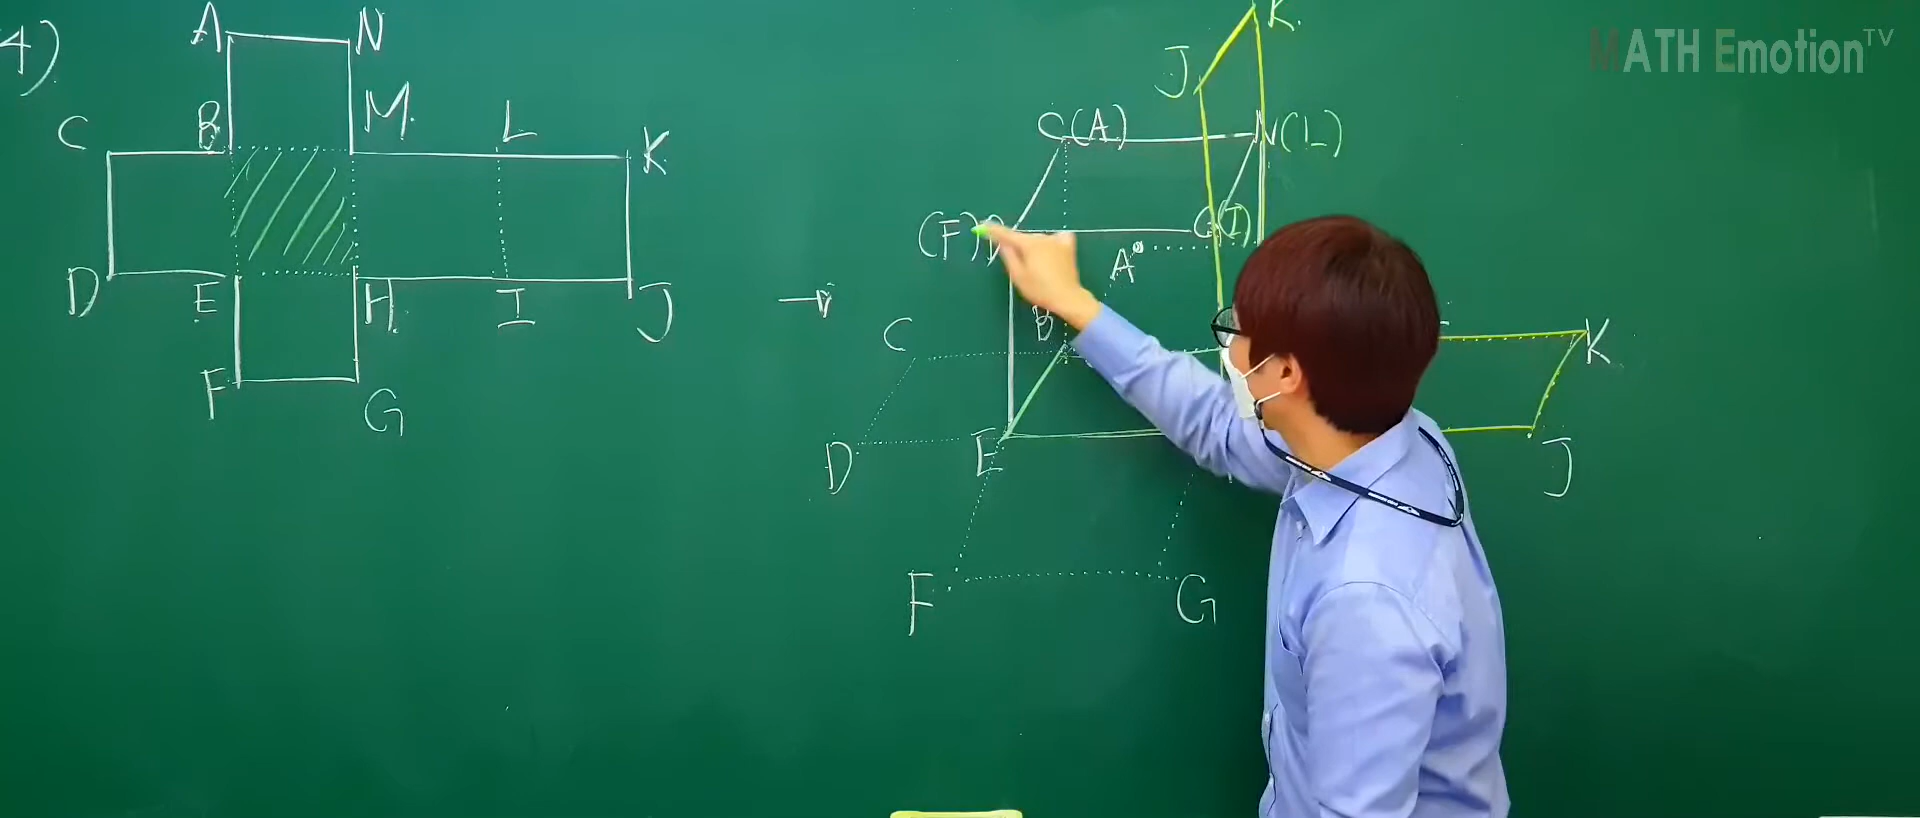 4)
A N
B M L
C K
D E H I J
F G
MATH Emotion TV
K
J
C(A) N(L)
(F)D G(I)
A
B
C
K
D E J
F G